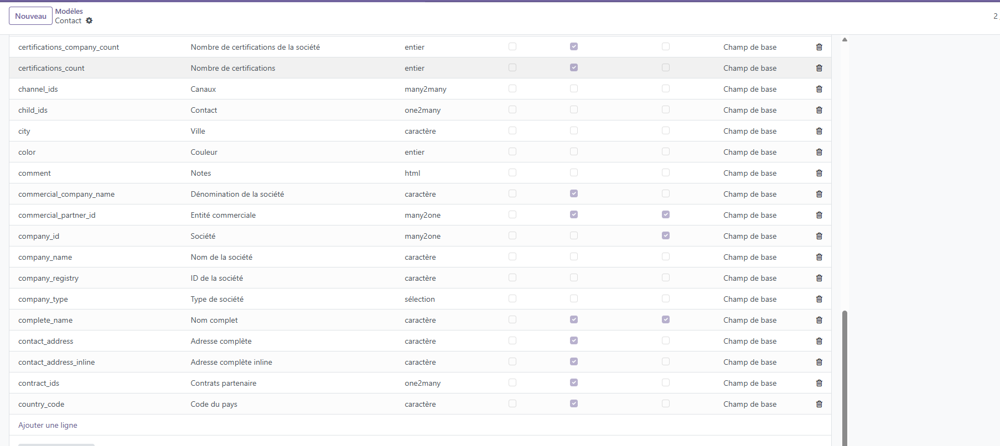 Nouveau
Modèles
Contact
2
certifications_company_count Nombre de certifications de la société entier Champ de base
certifications_count Nombre de certifications entier Champ de base
channel_ids Canaux many2many Champ de base
child_ids Contact one2many Champ de base
city Ville caractère Champ de base
color Couleur entier Champ de base
comment Notes html Champ de base
commercial_company_name Dénomination de la société caractère Champ de base
commercial_partner_id Entité commerciale many2one Champ de base
company_id Société many2one Champ de base
company_name Nom de la société caractère Champ de base
company_registry ID de la société caractère Champ de base
company_type Type de société sélection Champ de base
complete_name Nom complet caractère Champ de base
contact_address Adresse complète caractère Champ de base
contact_address_inline Adresse complète inline caractère Champ de base
contract_ids Contrats partenaire one2many Champ de base
country_code Code du pays caractère Champ de base
Ajouter une ligne